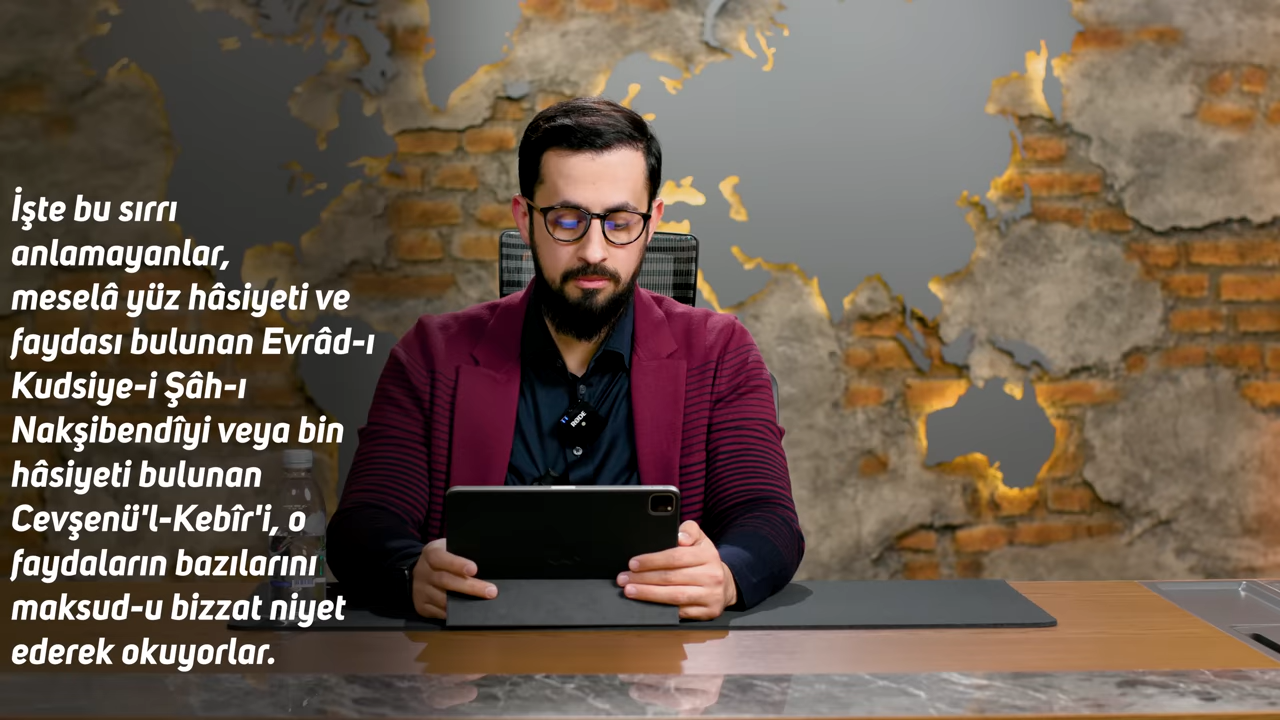 İşte bu sırrı
anlamayanlar,
meselâ yüz hâsiyeti ve
faydası bulunan Evrâd-ı
Kudsiye-i Şâh-ı
Nakşibendîyi veya bin
hâsiyeti bulunan
Cevşenü'l-Kebîr'i, o
faydaların bazılarını
maksud-u bizzat niyet
ederek okuyorlar.
RØDE